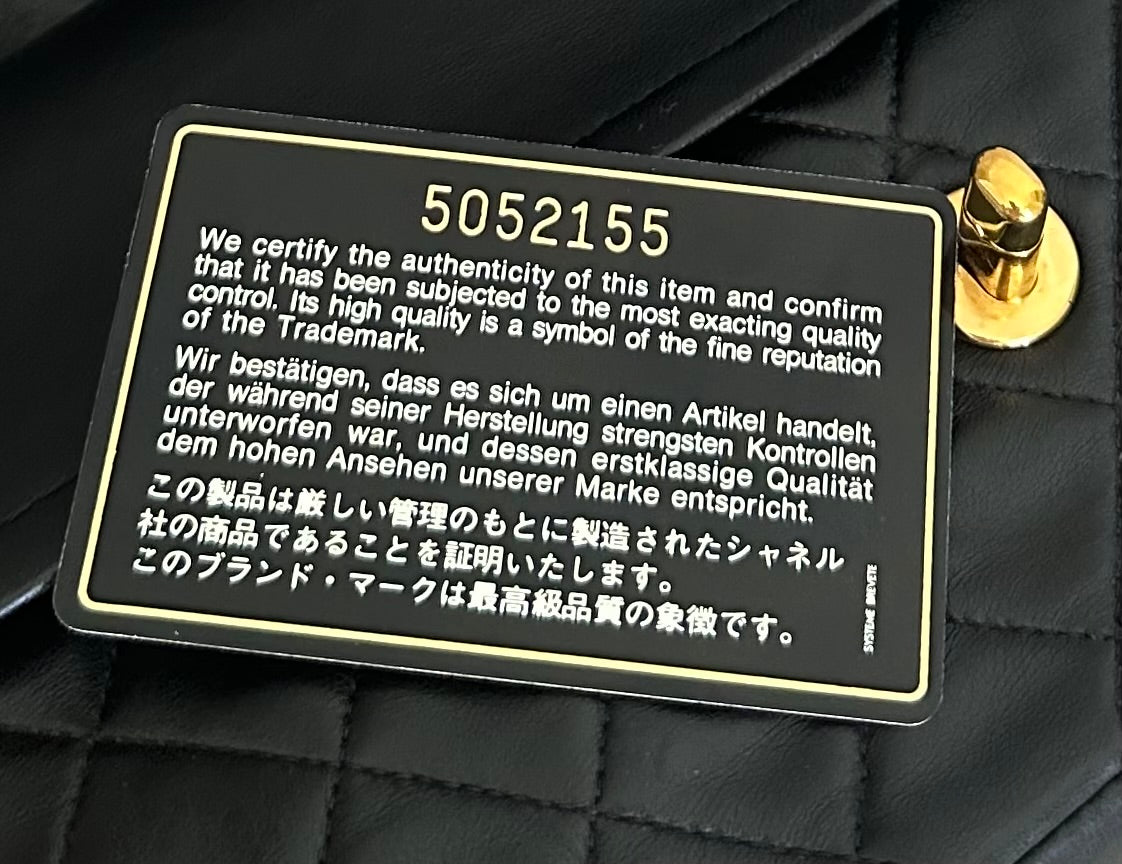 5052155
We certify the authenticity of this item and confirm
that it has been subjected to the most exacting quality
control. Its high quality is a symbol of the fine reputation
of the Trademark.
Wir bestätigen, dass es sich um einen Artikel handelt,
der während seiner Herstellung strengsten Kontrollen
unterworfen war, und dessen erstklassige Qualität
dem hohen Ansehen unserer Marke entspricht.
この製品は厳しい管理のもとに製造されたシャネル
社の商品であることを証明いたします。
このブランド・マークは最高級品質の象徴です。
SYSTEME BREVETE